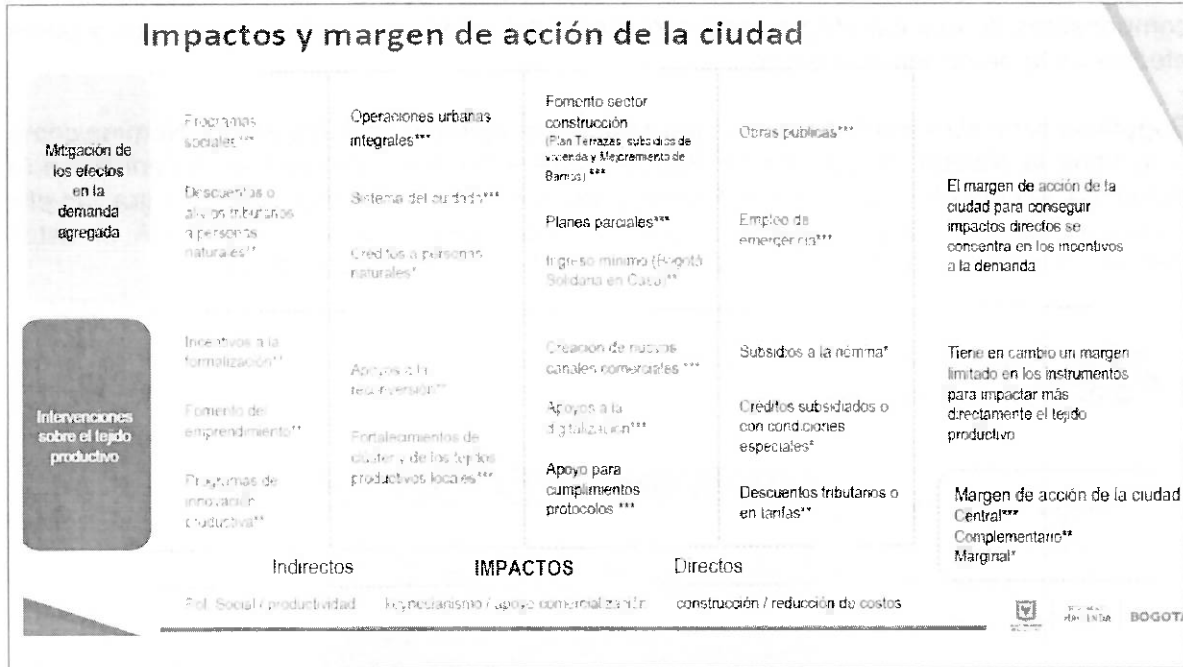 Impactos y margen de acción de la ciudad
Mitigación de
los efectos
en la
demanda
agregada
Programas
sociales***
Descuentos o
alivios tributarios
a personas
naturales**
Operaciones urbanas
integrales***
Sistema del cuidado***
Créditos a personas
naturales*
Fomento sector
construcción
(Plan Terrazas, subsidios de
vivienda y Mejoramiento de
Barrios) ***
Planes parciales***
Ingreso mínimo (Bogotá
Solidaria en Casa)**
Obras publicas***
Empleo de
emergencia***
El margen de acción de la
ciudad para conseguir
impactos directos se
concentra en los incentivos
a la demanda
Intervenciones
sobre el tejido
productivo
Incentivos a la
formalización**
Fomento del
emprendimiento**
Programas de
innovación
productiva**
Apoyos a la
reconversión**
Fortalecimientos de
clúster y de los tejidos
productivos locales***
Creación de nuevos
canales comerciales ***
Apoyos a la
digitalización***
Apoyo para
cumplimientos
protocolos ***
Subsidios a la nómina*
Créditos subsidiados o
con condiciones
especiales*
Descuentos tributarios o
en tarifas**
Tiene en cambio un margen
limitado en los instrumentos
para impactar más
directamente el tejido
productivo
Margen de acción de la ciudad
Central***
Complementario**
Marginal*
Indirectos IMPACTOS Directos
Pol. Social / productividad keynesianismo / apoyo comercialización construcción / reducción de costos
BOGOTA